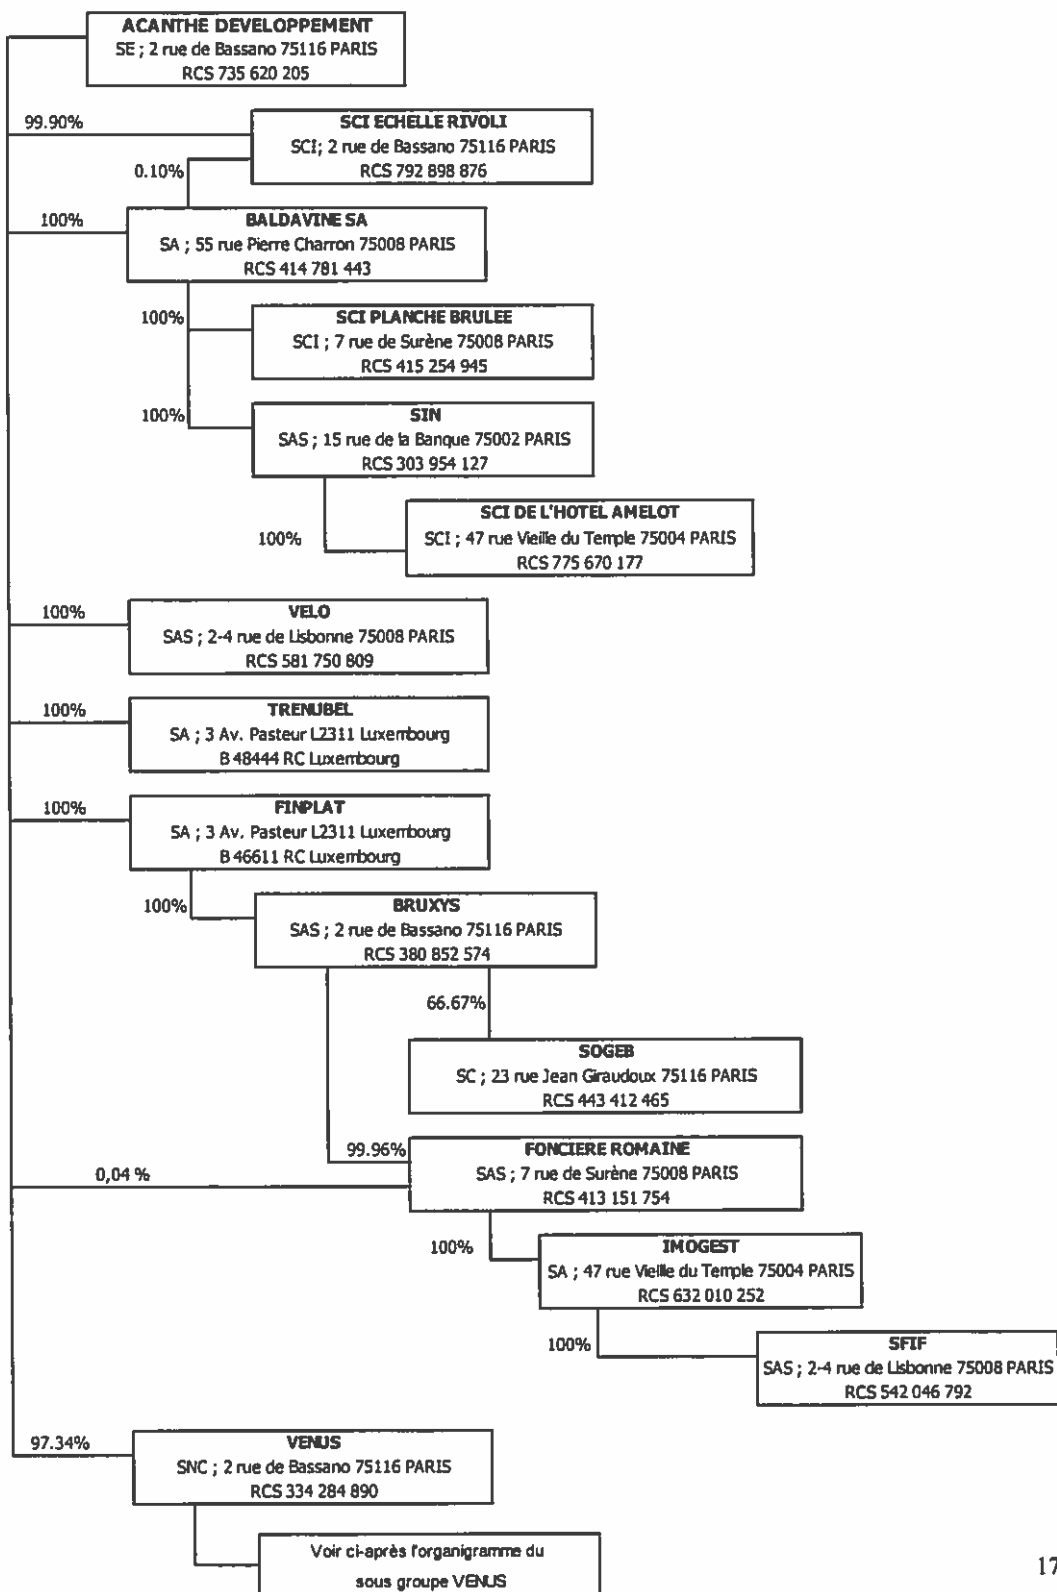 ACANTHE DEVELOPPEMENT
SE ; 2 rue de Bassano 75116 PARIS
RCS 735 620 205
99.90%
SCI ECHELLE RIVOLI
SCI; 2 rue de Bassano 75116 PARIS
RCS 792 898 876
0.10%
100%
BALDAVINE SA
SA ; 55 rue Pierre Charron 75008 PARIS
RCS 414 781 443
100%
SCI PLANCHE BRULEE
SCI ; 7 rue de Surène 75008 PARIS
RCS 415 254 945
100%
SIN
SAS ; 15 rue de la Banque 75002 PARIS
RCS 303 954 127
100%
SCI DE L'HOTEL AMELOT
SCI ; 47 rue Vieille du Temple 75004 PARIS
RCS 775 670 177
100%
VELO
SAS ; 2-4 rue de Lisbonne 75008 PARIS
RCS 581 750 809
100%
TRENUBEL
SA ; 3 Av. Pasteur L2311 Luxembourg
B 48444 RC Luxembourg
100%
FINPLAT
SA ; 3 Av. Pasteur L2311 Luxembourg
B 46611 RC Luxembourg
100%
BRUXYS
SAS ; 2 rue de Bassano 75116 PARIS
RCS 380 852 574
66.67%
SOGEB
SC ; 23 rue Jean Giraudoux 75116 PARIS
RCS 443 412 465
99.96%
FONCIERE ROMAINE
SAS ; 7 rue de Surène 75008 PARIS
RCS 413 151 754
0,04 %
100%
IMOGEST
SA ; 47 rue Vieille du Temple 75004 PARIS
RCS 632 010 252
100%
SFIF
SAS ; 2-4 rue de Lisbonne 75008 PARIS
RCS 542 046 792
97.34%
VENUS
SNC ; 2 rue de Bassano 75116 PARIS
RCS 334 284 890
Voir ci-après l'organigramme du
sous groupe VENUS
17